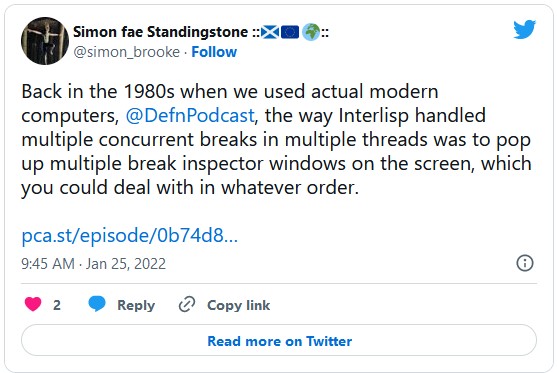 Simon fae Standingstone ::🏴󠁧󠁢󠁳󠁣󠁴󠁿🇪🇺🌍::
@simon_brooke · Follow
Back in the 1980s when we used actual modern
computers, @DefnPodcast, the way Interlisp handled
multiple concurrent breaks in multiple threads was to pop
up multiple break inspector windows on the screen, which
you could deal with in whatever order.
pca.st/episode/0b74d8...
9:45 AM · Jan 25, 2022
2 Reply Copy link
Read more on Twitter